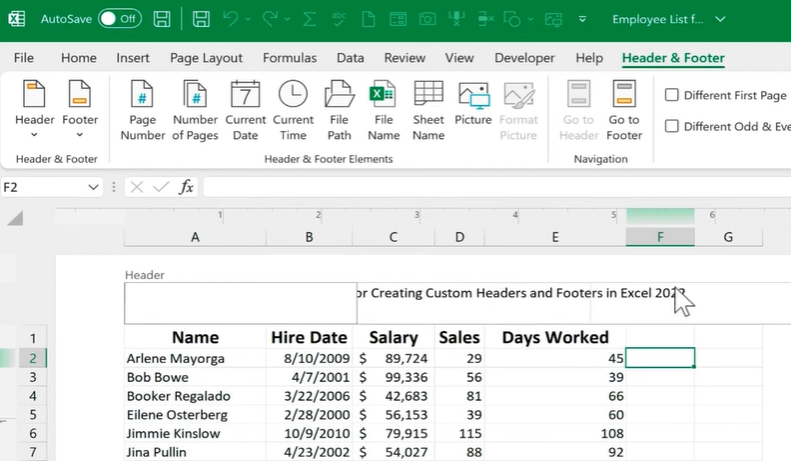 AutoSave Off Employee List f...
File Home Insert Page Layout Formulas Data Review View Developer Help Header & Footer
Header Footer Page Number Number of Pages Current Date Current Time File Path File Name Sheet Name Picture Format Picture Go to Header Go to Footer
Different First Page
Different Odd & Eve
Header & Footer Header & Footer Elements Navigation
F2 fx
1 2 3 4 5 6
A B C D E F G
Header
or Creating Custom Headers and Footers in Excel
1 Name Hire Date Salary Sales Days Worked
2 Arlene Mayorga 8/10/2009 $ 89,724 29 45
3 Bob Bowe 4/7/2001 $ 99,336 56 39
4 Booker Regalado 3/22/2006 $ 42,683 81 66
5 Eilene Osterberg 2/28/2000 $ 56,153 39 60
6 Jimmie Kinslow 10/9/2010 $ 79,915 115 108
7 Jina Pullin 4/23/2002 $ 54,027 88 92